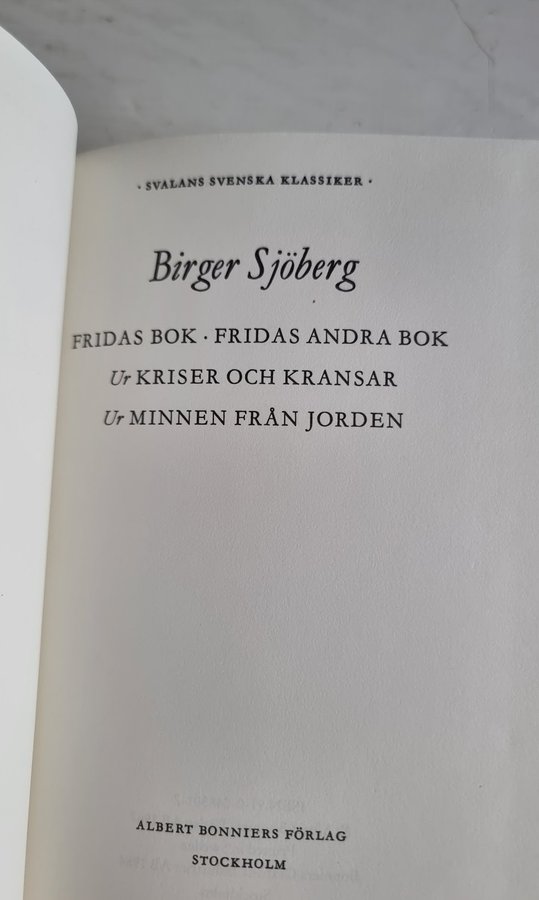 · SVALANS SVENSKA KLASSIKER ·
Birger Sjöberg
FRIDAS BOK · FRIDAS ANDRA BOK
Ur KRISER OCH KRANSAR
Ur MINNEN FRÅN JORDEN
ALBERT BONNIERS FÖRLAG
STOCKHOLM